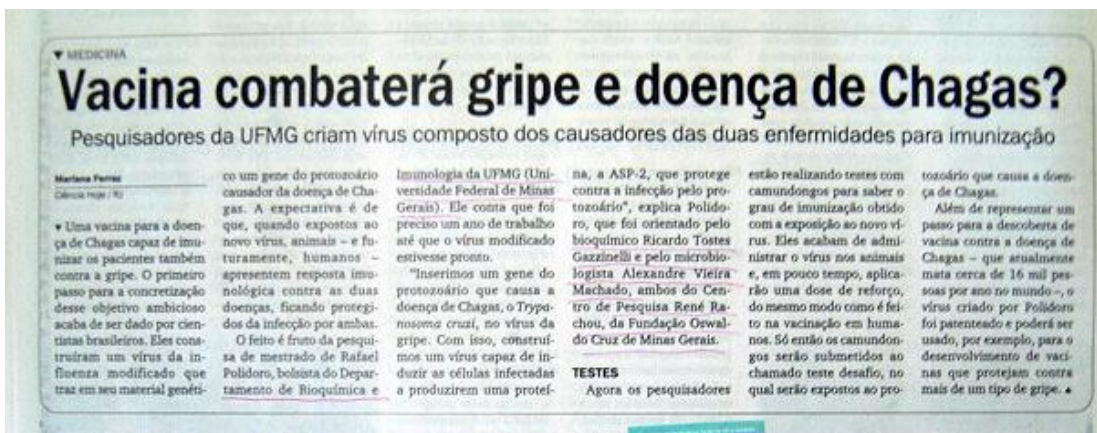 ▼ MEDICINA
Vacina combaterá gripe e doença de Chagas?
Pesquisadores da UFMG criam vírus composto dos causadores das duas enfermidades para imunização
Mariana Ferraz
Ciência Hoje / RJ
▼ Uma vacina para a doen-
ça de Chagas capaz de imu-
nizar os pacientes também
contra a gripe. O primeiro
passo para a concretização
desse objetivo ambicioso
acaba de ser dado por cien-
tistas brasileiros. Eles cons-
truíram um vírus da in-
fluenza modificado que
traz em seu material genéti-
co um gene do protozoário
causador da doença de Cha-
gas. A expectativa é de
que, quando expostos ao
novo vírus, animais – e fu-
turamente, humanos –
apresentem resposta imu-
nológica contra as duas
doenças, ficando protegi-
dos da infecção por ambas.
O feito é fruto da pesqui-
sa de mestrado de Rafael
Polidoro, bolsista do Depar-
tamento de Bioquímica e
Imunologia da UFMG (Uni-
versidade Federal de Minas
Gerais). Ele conta que foi
preciso um ano de trabalho
até que o vírus modificado
estivesse pronto.
"Inserimos um gene do
protozoário que causa a
doença de Chagas, o Trypa-
nosoma cruzi, no vírus da
gripe. Com isso, construí-
mos um vírus capaz de in-
duzir as células infectadas
a produzirem uma proteí-
na, a ASP-2, que protege
contra a infecção pelo pro-
tozoário", explica Polido-
ro, que foi orientado pelo
bioquímico Ricardo Tostes
Gazzinelli e pelo microbio-
logista Alexandre Vieira
Machado, ambos do Cen-
tro de Pesquisa René Ra-
chou, da Fundação Oswal-
do Cruz de Minas Gerais.
TESTES
Agora os pesquisadores
estão realizando testes com
camundongos para saber o
grau de imunização obtido
com a exposição ao novo ví-
rus. Eles acabam de admi-
nistrar o vírus nos animais
e, em pouco tempo, aplica-
rão uma dose de reforço,
do mesmo modo como é fei-
to na vacinação em huma-
nos. Só então os camundon-
gos serão submetidos ao
chamado teste desafio, no
qual serão expostos ao pro-
tozoário que causa a doen-
ça de Chagas.
Além de representar um
passo para a descoberta de
vacina contra a doença de
Chagas – que atualmente
mata cerca de 16 mil pes-
soas por ano no mundo –, o
vírus criado por Polidoro
foi patenteado e poderá ser
usado, por exemplo, para o
desenvolvimento de vaci-
nas que protejam contra
mais de um tipo de gripe. ▲